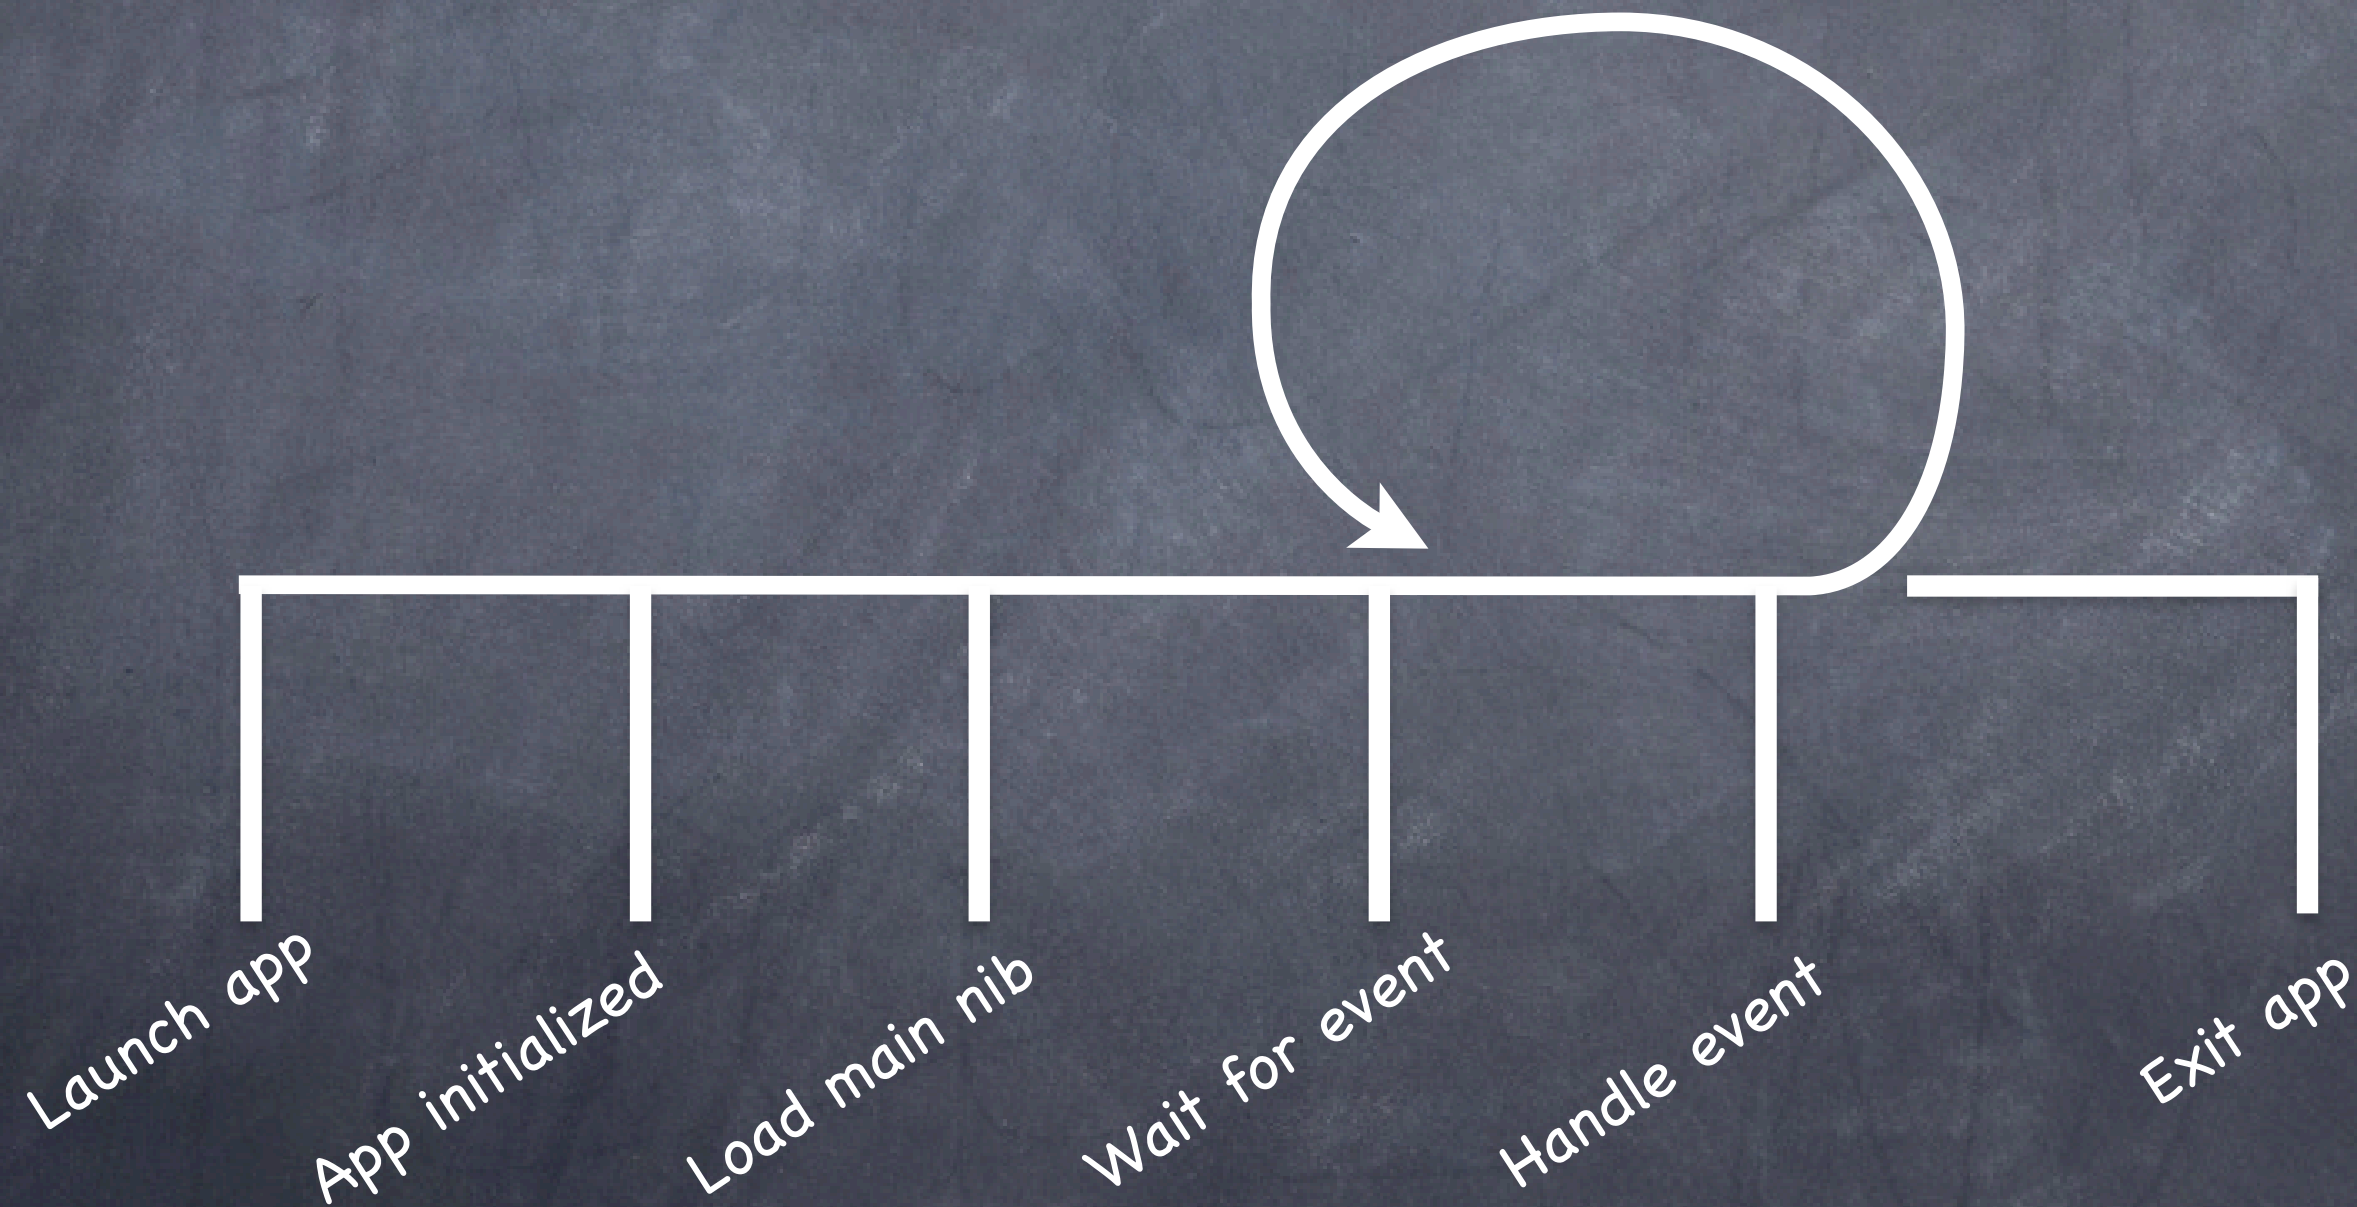 Launch app
App initialized
Load main nib
Wait for event
Handle event
Exit app